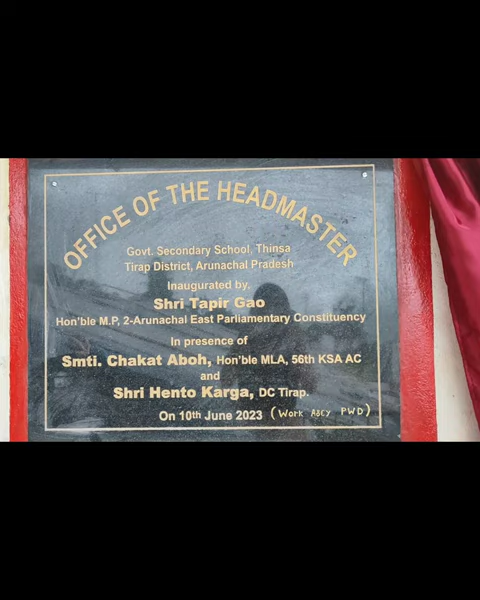 OFFICE OF THE HEADMASTER
Govt. Secondary School, Thinsa
Tirap District, Arunachal Pradesh
Inaugurated by,
Shri Tapir Gao
Hon'ble M.P, 2-Arunachal East Parliamentary Constituency
In presence of
Smti. Chakat Aboh, Hon'ble MLA, 56th KSA AC
and
Shri Hento Karga, DC Tirap.
On 10th June 2023 (Work Agcy PWD)